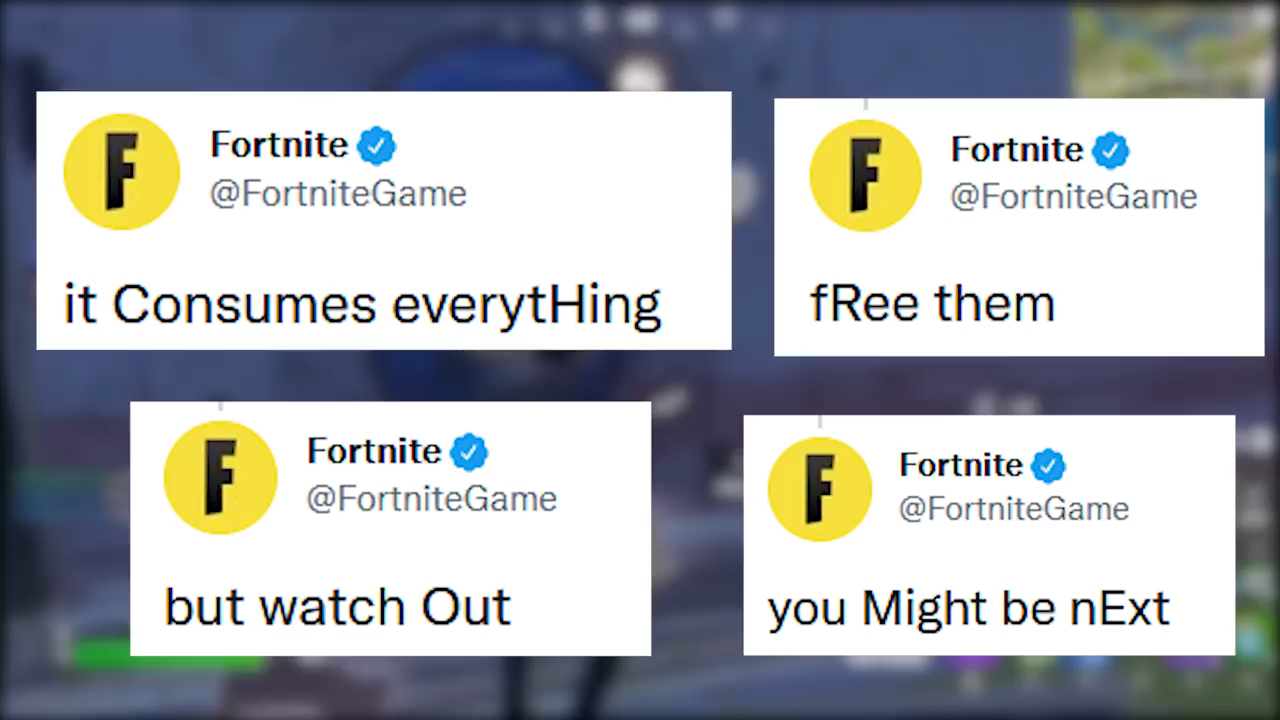 Fortnite
@FortniteGame
it Consumes everytHing
Fortnite
@FortniteGame
fRee them
Fortnite
@FortniteGame
but watch Out
Fortnite
@FortniteGame
you Might be nExt